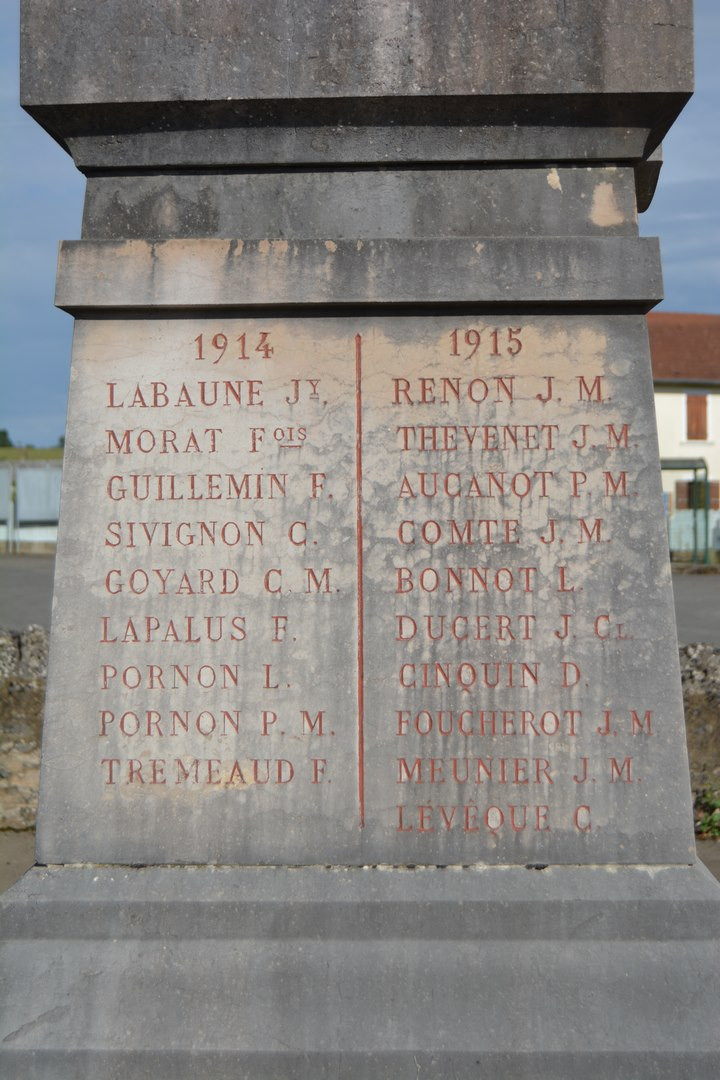 1914
LABAUNE JY.
MORAT FOIS
GUILLEMIN F.
SIVIGNON C.
GOYARD C. M.
LAPALUS F.
PORNON L.
PORNON P. M.
TREMEAUD F.
1915
RENON J. M.
THEVENET J. M.
AUCANOT P. M.
COMTE J. M.
BONNOT L.
DUCERT J. CL.
CINQUIN D.
FOUCHEROT J. M.
MEUNIER J. M.
LÉVÊQUE C.